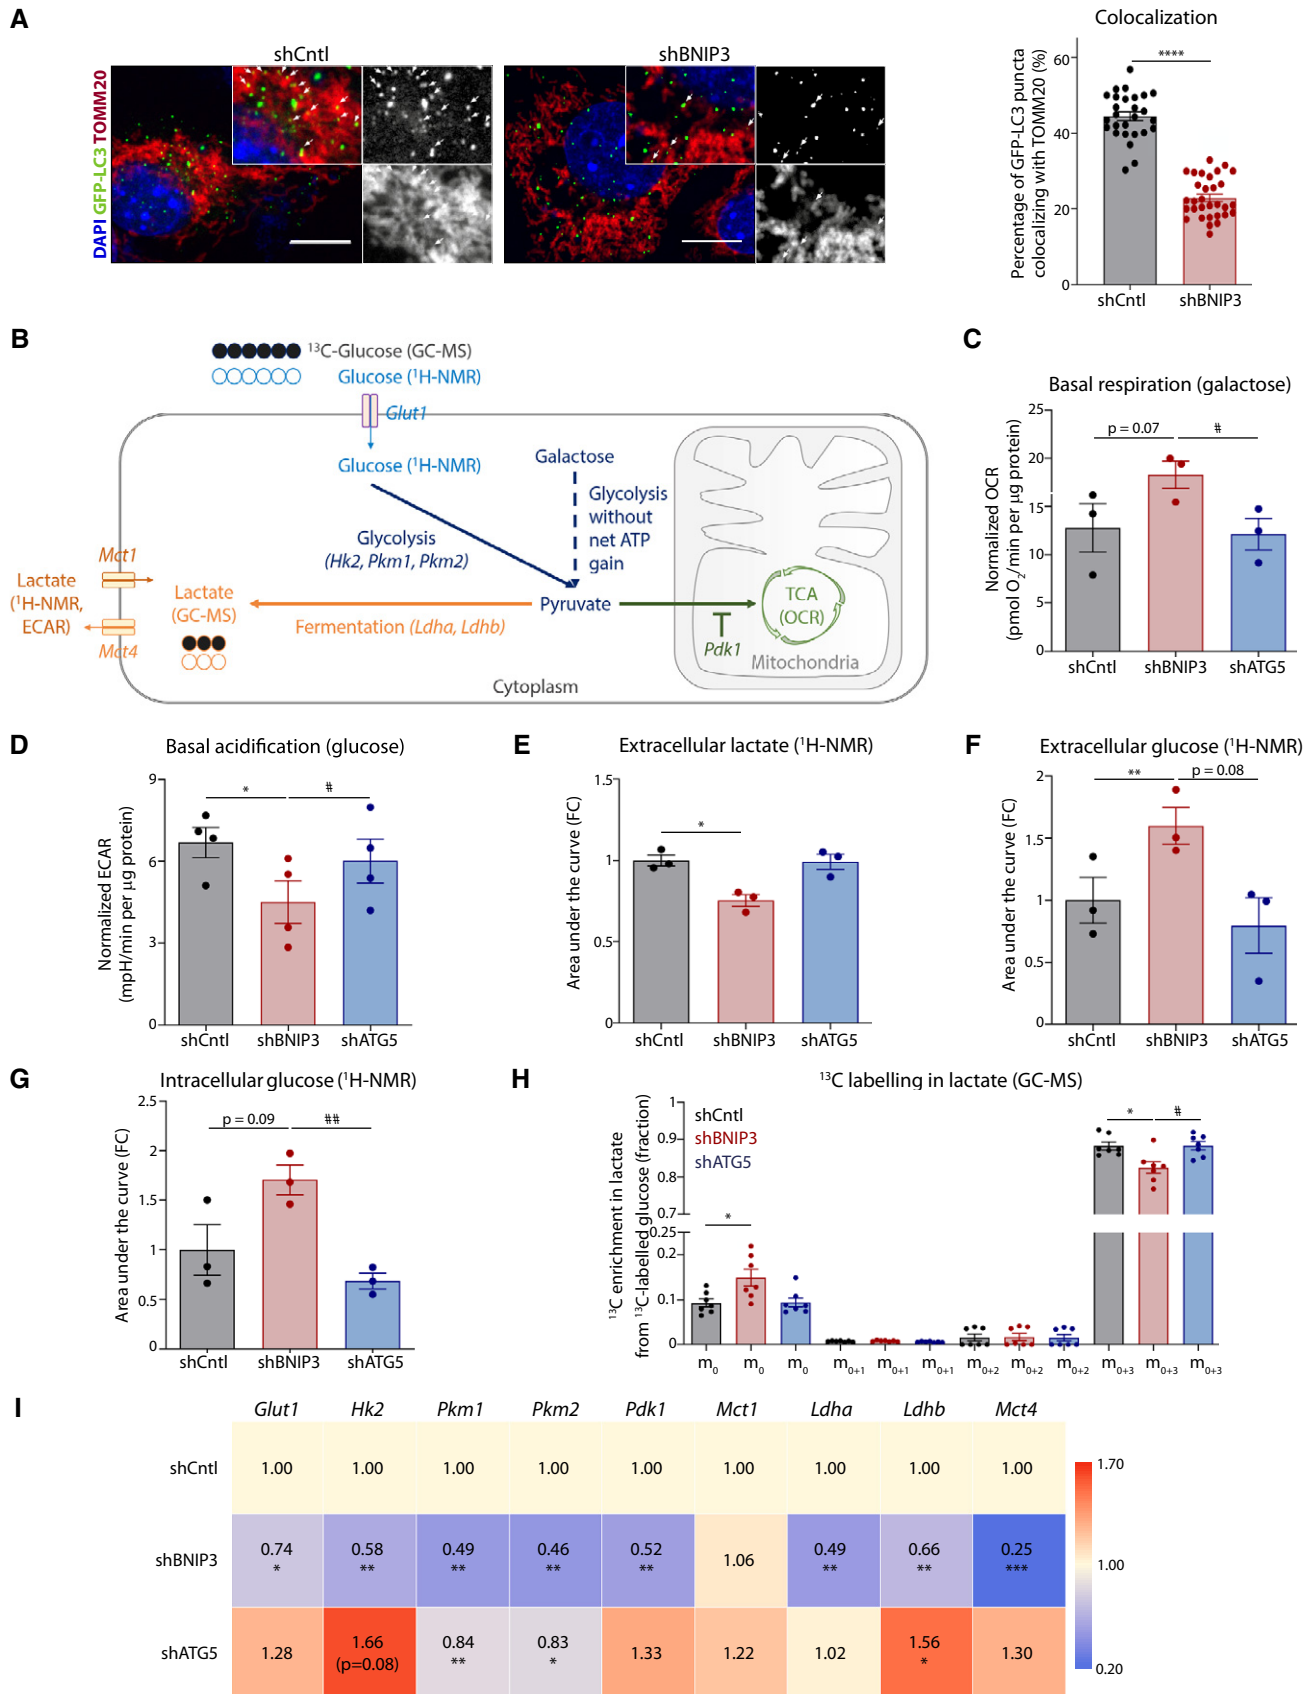 A
shCntl
shBNIP3
DAPI GFP-LC3 TOMM20
Colocalization
Percentage of GFP-LC3 puncta
colocalizing with TOMM20 (%)
60
40
20
0
****
shCntl
shBNIP3
B
¹³C-Glucose (GC-MS)
Glucose (¹H-NMR)
Glut1
Glucose (¹H-NMR)
Galactose
Glycolysis
without
net ATP
gain
Glycolysis
(Hk2, Pkm1, Pkm2)
Mct1
Lactate
(¹H-NMR,
ECAR)
Mct4
Lactate
(GC-MS)
Pyruvate
Fermentation (Ldha, Ldhb)
TCA
(OCR)
Pdk1
Mitochondria
Cytoplasm
C
Basal respiration (galactose)
Normalized OCR
(pmol O₂/min per μg protein)
25
20
15
10
5
0
p = 0.07
#
shCntl
shBNIP3
shATG5
D
Basal acidification (glucose)
Normalized ECAR
(mpH/min per μg protein)
9
6
3
0
*
#
shCntl
shBNIP3
shATG5
E
Extracellular lactate (¹H-NMR)
Area under the curve (FC)
1.5
1
0.5
0
*
shCntl
shBNIP3
shATG5
F
Extracellular glucose (¹H-NMR)
Area under the curve (FC)
2
1.5
1
0.5
0
**
p = 0.08
shCntl
shBNIP3
shATG5
G
Intracellular glucose (¹H-NMR)
Area under the curve (FC)
2.5
2
1.5
1
0.5
0
p = 0.09
##
shCntl
shBNIP3
shATG5
H
¹³C labelling in lactate (GC-MS)
¹³C enrichment in lactate
from ¹³C-labelled glucose (fraction)
1
0.9
0.8
0.7
0.25
0.2
0.1
0
shCntl
shBNIP3
shATG5
*
*
#
m₀ m₀ m₀ m₀₊₁ m₀₊₁ m₀₊₁ m₀₊₂ m₀₊₂ m₀₊₂ m₀₊₃ m₀₊₃ m₀₊₃
I
Glut1 Hk2 Pkm1 Pkm2 Pdk1 Mct1 Ldha Ldhb Mct4
shCntl 1.00 1.00 1.00 1.00 1.00 1.00 1.00 1.00 1.00
shBNIP3 0.74 0.58 0.49 0.46 0.52 1.06 0.49 0.66 0.25
* ** ** ** ** ** ** ***
shATG5 1.28 1.66 0.84 0.83 1.33 1.22 1.02 1.56 1.30
(p=0.08) ** * *
1.70
1.00
0.20